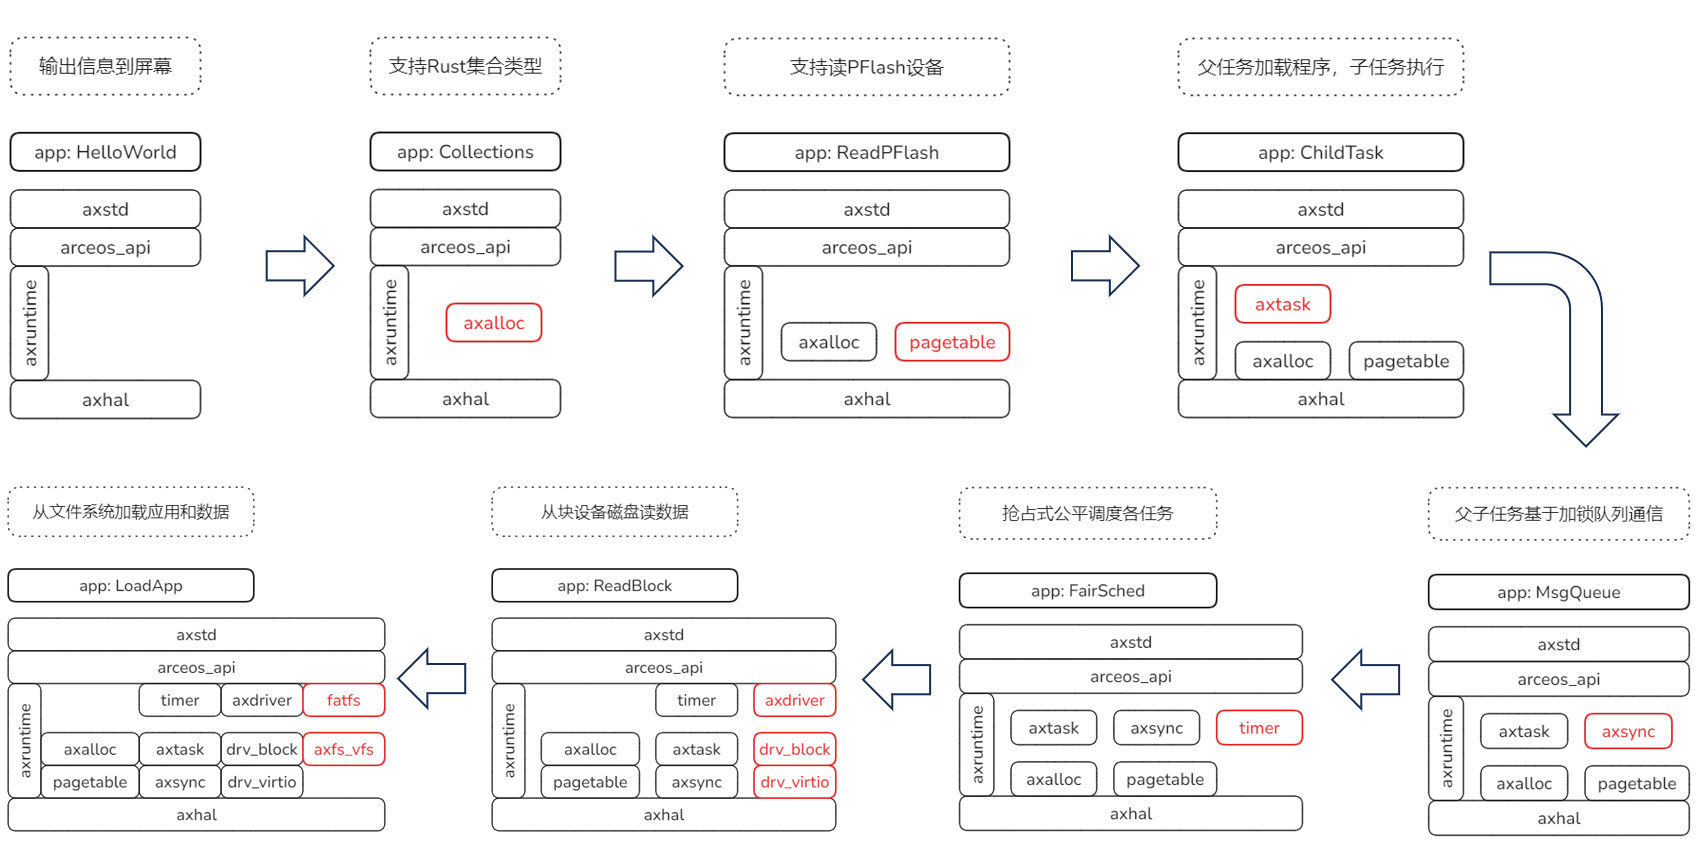 输出信息到屏幕
app: HelloWorld
axstd
arceos_api
axruntime
axhal
支持Rust集合类型
app: Collections
axstd
arceos_api
axruntime
axalloc
axhal
支持读PFlash设备
app: ReadPFlash
axstd
arceos_api
axruntime
axalloc
pagetable
axhal
父任务加载程序，子任务执行
app: ChildTask
axstd
arceos_api
axruntime
axtask
axalloc
pagetable
axhal
父子任务基于加锁队列通信
app: MsgQueue
axstd
arceos_api
axruntime
axtask
axsync
axalloc
pagetable
axhal
抢占式公平调度各任务
app: FairSched
axstd
arceos_api
axruntime
axtask
axsync
timer
axalloc
pagetable
axhal
从块设备磁盘读数据
app: ReadBlock
axstd
arceos_api
axruntime
timer
axdriver
axalloc
axtask
drv_block
pagetable
axsync
drv_virtio
axhal
从文件系统加载应用和数据
app: LoadApp
axstd
arceos_api
axruntime
timer
axdriver
fatfs
axalloc
axtask
drv_block
axfs_vfs
pagetable
axsync
drv_virtio
axhal